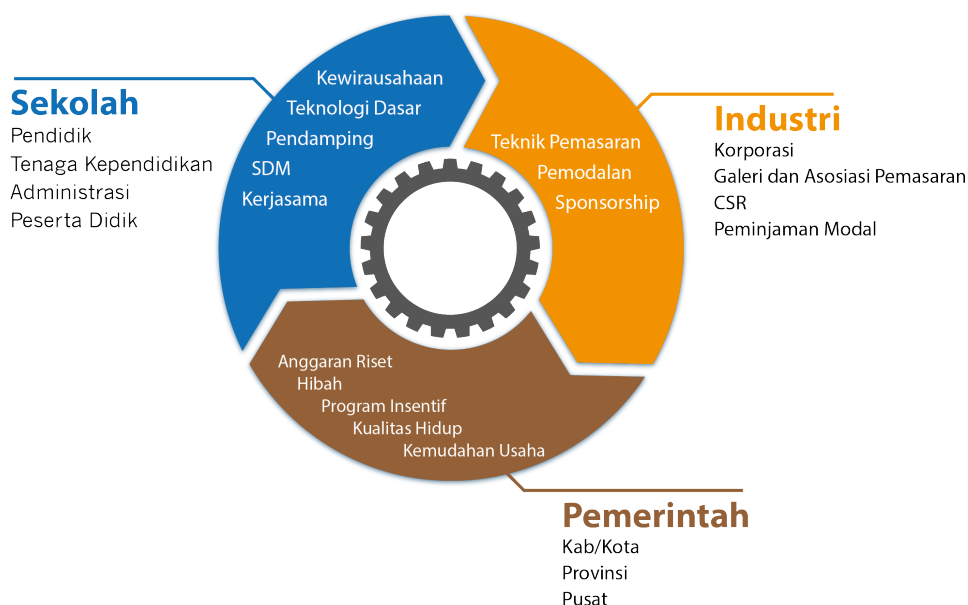 Sekolah
Pendidik
Tenaga Kependidikan
Administrasi
Peserta Didik
Kewirausahaan
Teknologi Dasar
Pendamping
SDM
Kerjasama
Teknik Pemasaran
Pemodalan
Sponsorship
Industri
Korporasi
Galeri dan Asosiasi Pemasaran
CSR
Peminjaman Modal
Anggaran Riset
Hibah
Program Insentif
Kualitas Hidup
Kemudahan Usaha
Pemerintah
Kab/Kota
Provinsi
Pusat